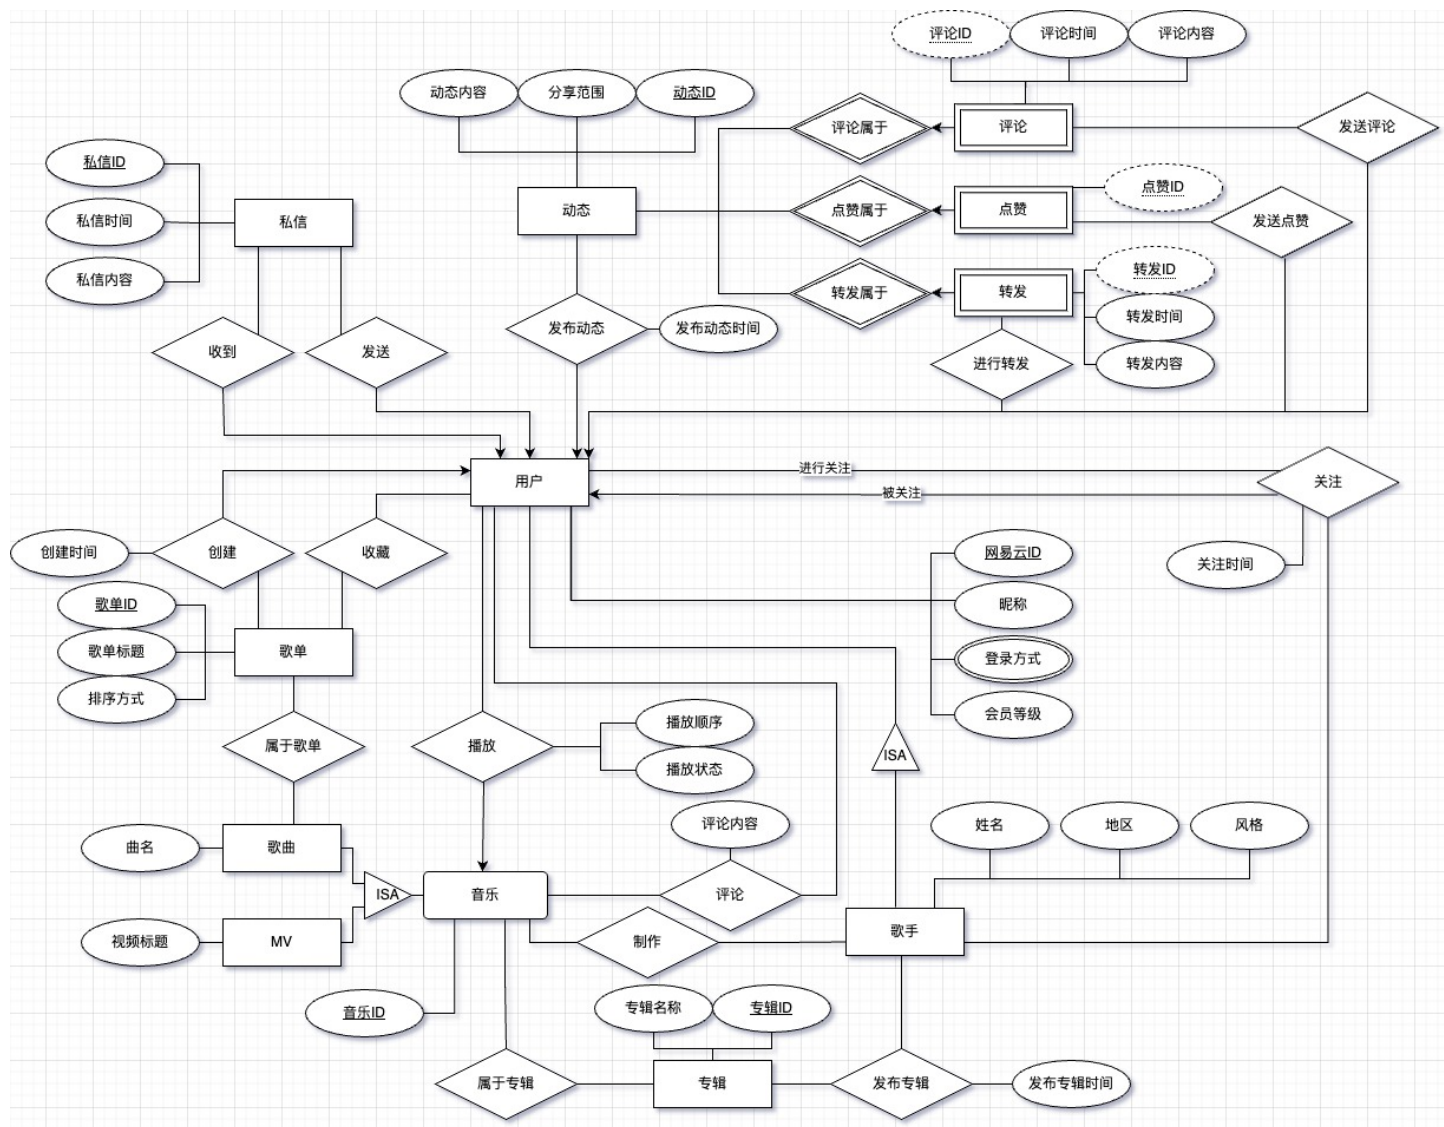 评论ID
评论时间
评论内容
动态内容
分享范围
动态ID
评论属于
评论
发送评论
私信ID
私信时间
私信内容
私信
动态
点赞属于
点赞
点赞ID
发送点赞
转发属于
转发
转发ID
转发时间
转发内容
收到
发送
发布动态
发布动态时间
进行转发
用户
进行关注
被关注
关注
关注时间
创建时间
创建
收藏
网易云ID
昵称
登录方式
会员等级
歌单ID
歌单标题
排序方式
歌单
属于歌单
播放
播放顺序
播放状态
ISA
曲名
歌曲
评论内容
姓名
地区
风格
ISA
音乐
评论
视频标题
MV
制作
歌手
音乐ID
专辑名称
专辑ID
属于专辑
专辑
发布专辑
发布专辑时间